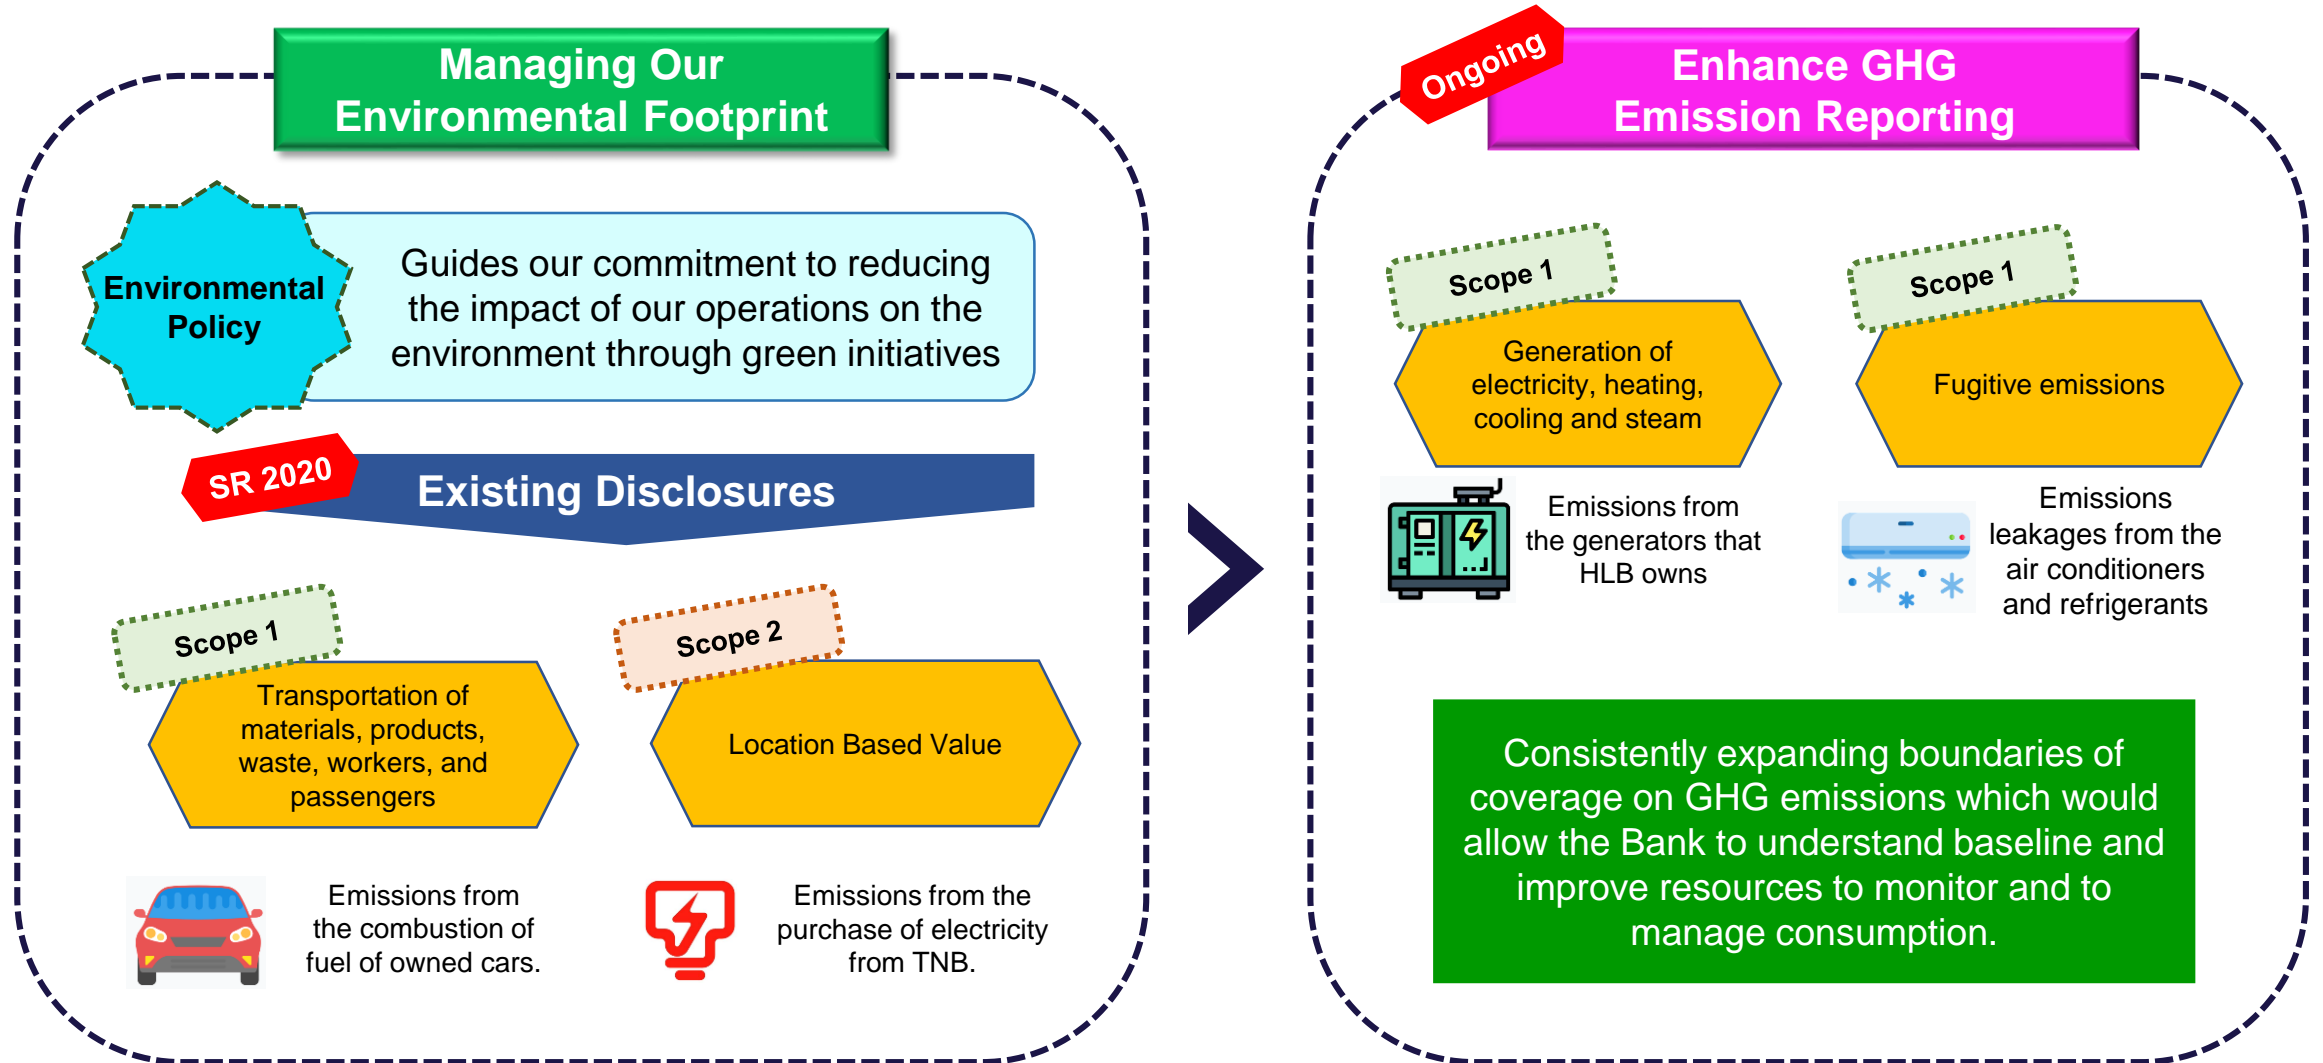 Managing Our
Environmental Footprint
Environmental
Policy
Guides our commitment to reducing
the impact of our operations on the
environment through green initiatives
SR 2020
Existing Disclosures
Scope 1
Transportation of
materials, products,
waste, workers, and
passengers
Emissions from
the combustion of
fuel of owned cars.
Scope 2
Location Based Value
Emissions from the
purchase of electricity
from TNB.
Ongoing
Enhance GHG
Emission Reporting
Scope 1
Generation of
electricity, heating,
cooling and steam
Emissions from
the generators that
HLB owns
Scope 1
Fugitive emissions
Emissions
leakages from the
air conditioners
and refrigerants
Consistently expanding boundaries of
coverage on GHG emissions which would
allow the Bank to understand baseline and
improve resources to monitor and to
manage consumption.